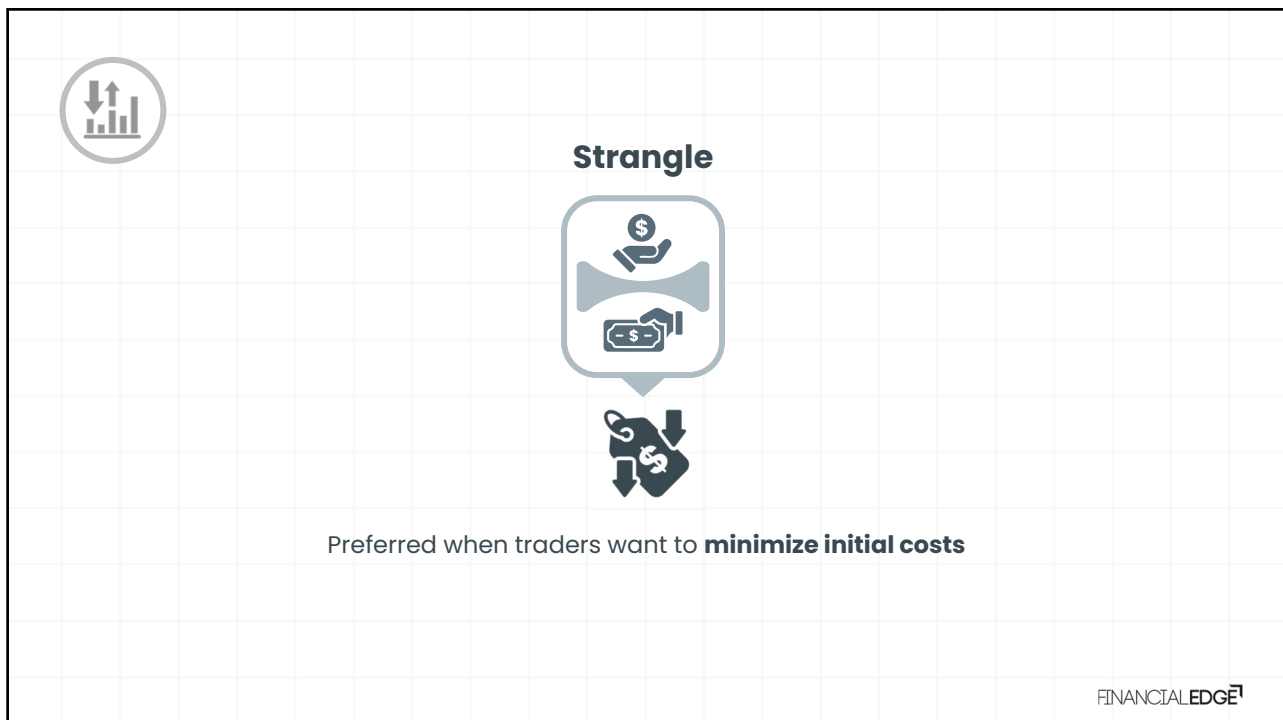 Strangle
$
- $ -
$
Preferred when traders want to minimize initial costs
FINANCIALEDGE